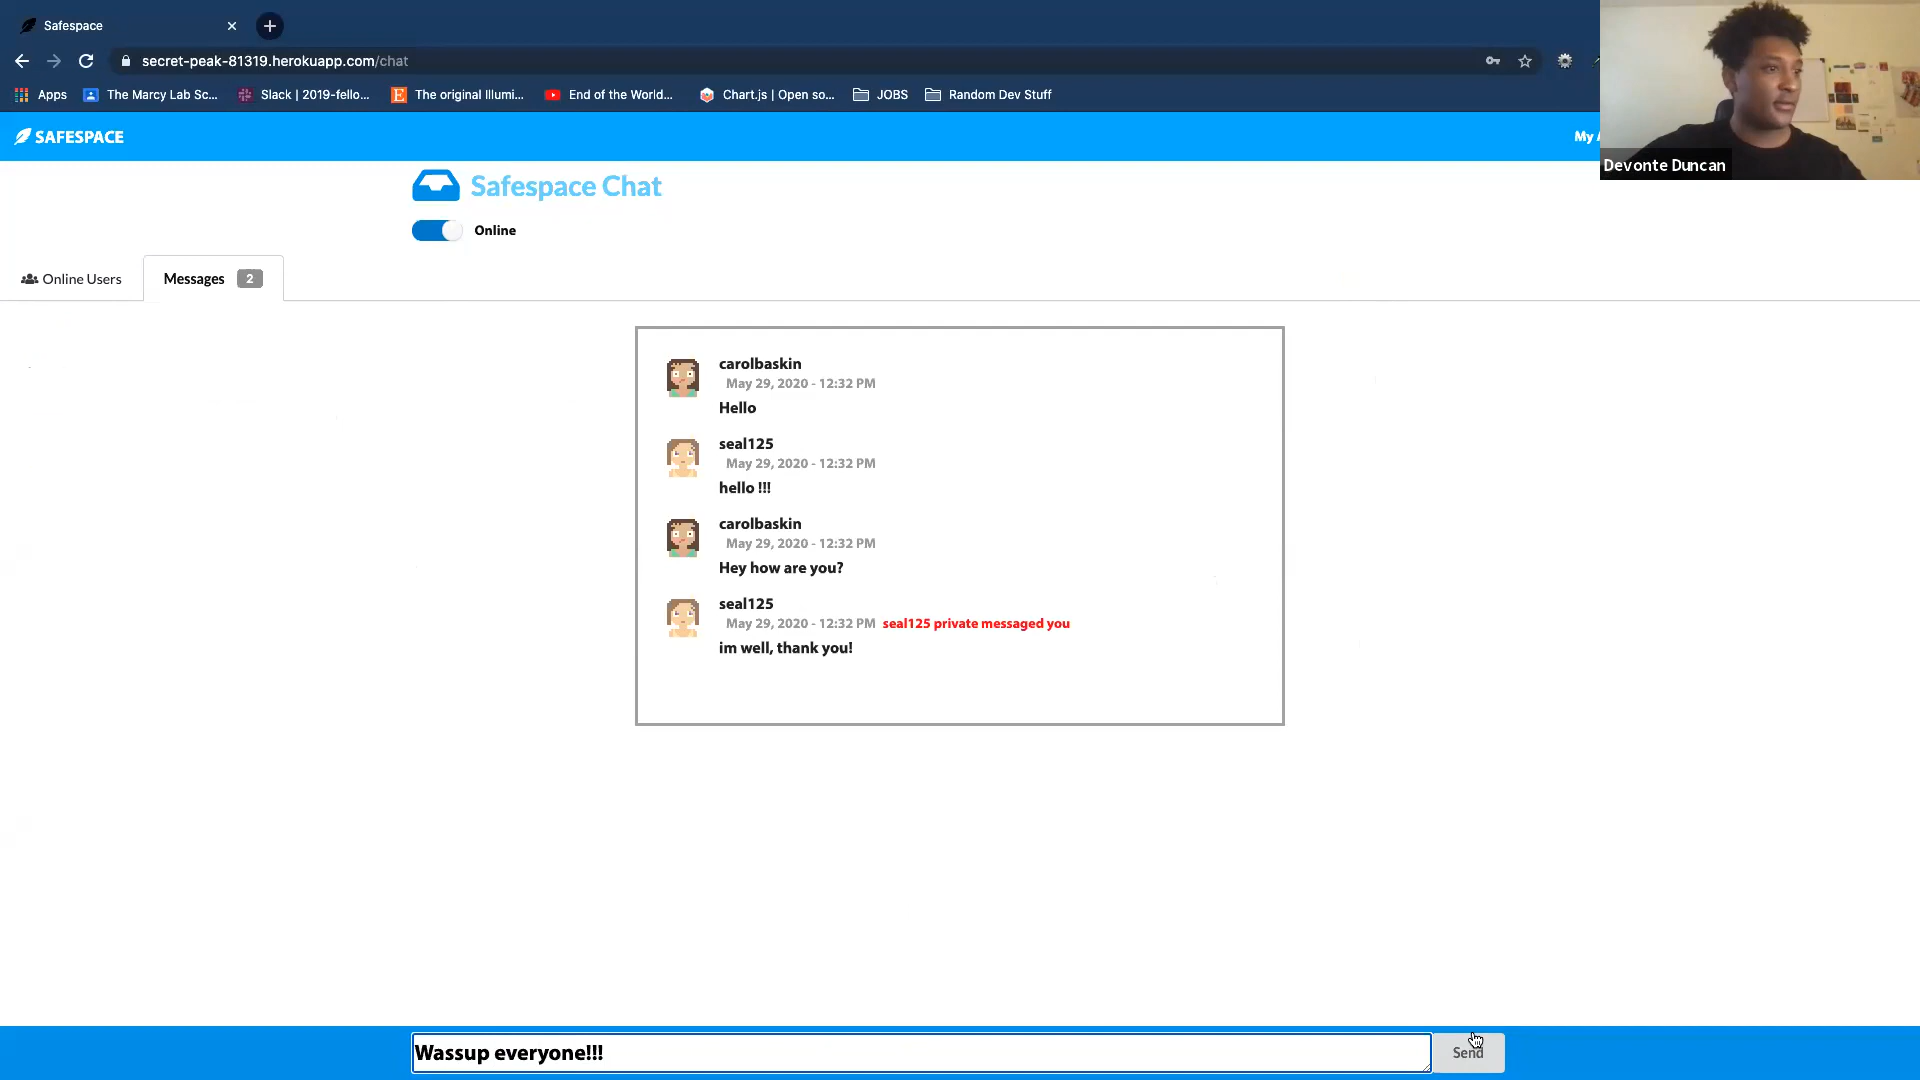 Safespace
secret-peak-81319.herokuapp.com/chat
Apps
The Marcy Lab Sc...
Slack | 2019-fello...
The original Illumi...
End of the World...
Chart.js | Open so...
JOBS
Random Dev Stuff
SAFESPACE
My
Devonte Duncan
Safespace Chat
Online
Online Users
Messages 2
carolbaskin
May 29, 2020 - 12:32 PM
Hello
seal125
May 29, 2020 - 12:32 PM
hello !!!
carolbaskin
May 29, 2020 - 12:32 PM
Hey how are you?
seal125
May 29, 2020 - 12:32 PM seal125 private messaged you
im well, thank you!
Wassup everyone!!!
Send